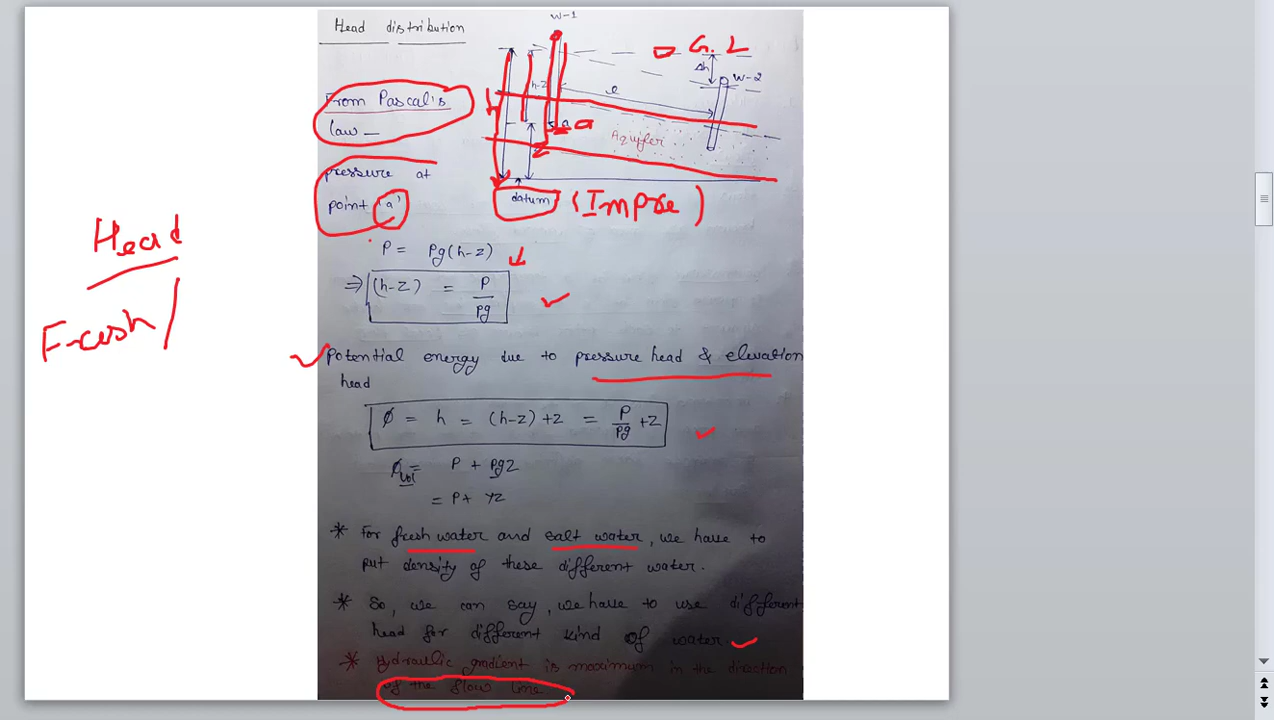 Head distribution
W-1
G.L
Δh
W-2
h-z
l
h
From Pascal's
law —
a
a
Aquifer
z
pressure at
point 'a'
datum
(Impre)
Head
Fresh
P = ρg(h-z)
⇒ (h-z) = P/ρg
Potential energy due to pressure head & elevation
head
Ø = h = (h-z)+z = P/ρg +z
Øvol = P + ρgz
= P+ γz
* For fresh water and salt water, we have to
put density of these different water.
* So, we can say, we have to use different
head for different kind of water.
* Hydraulic gradient is maximum in the direction
of the flow line